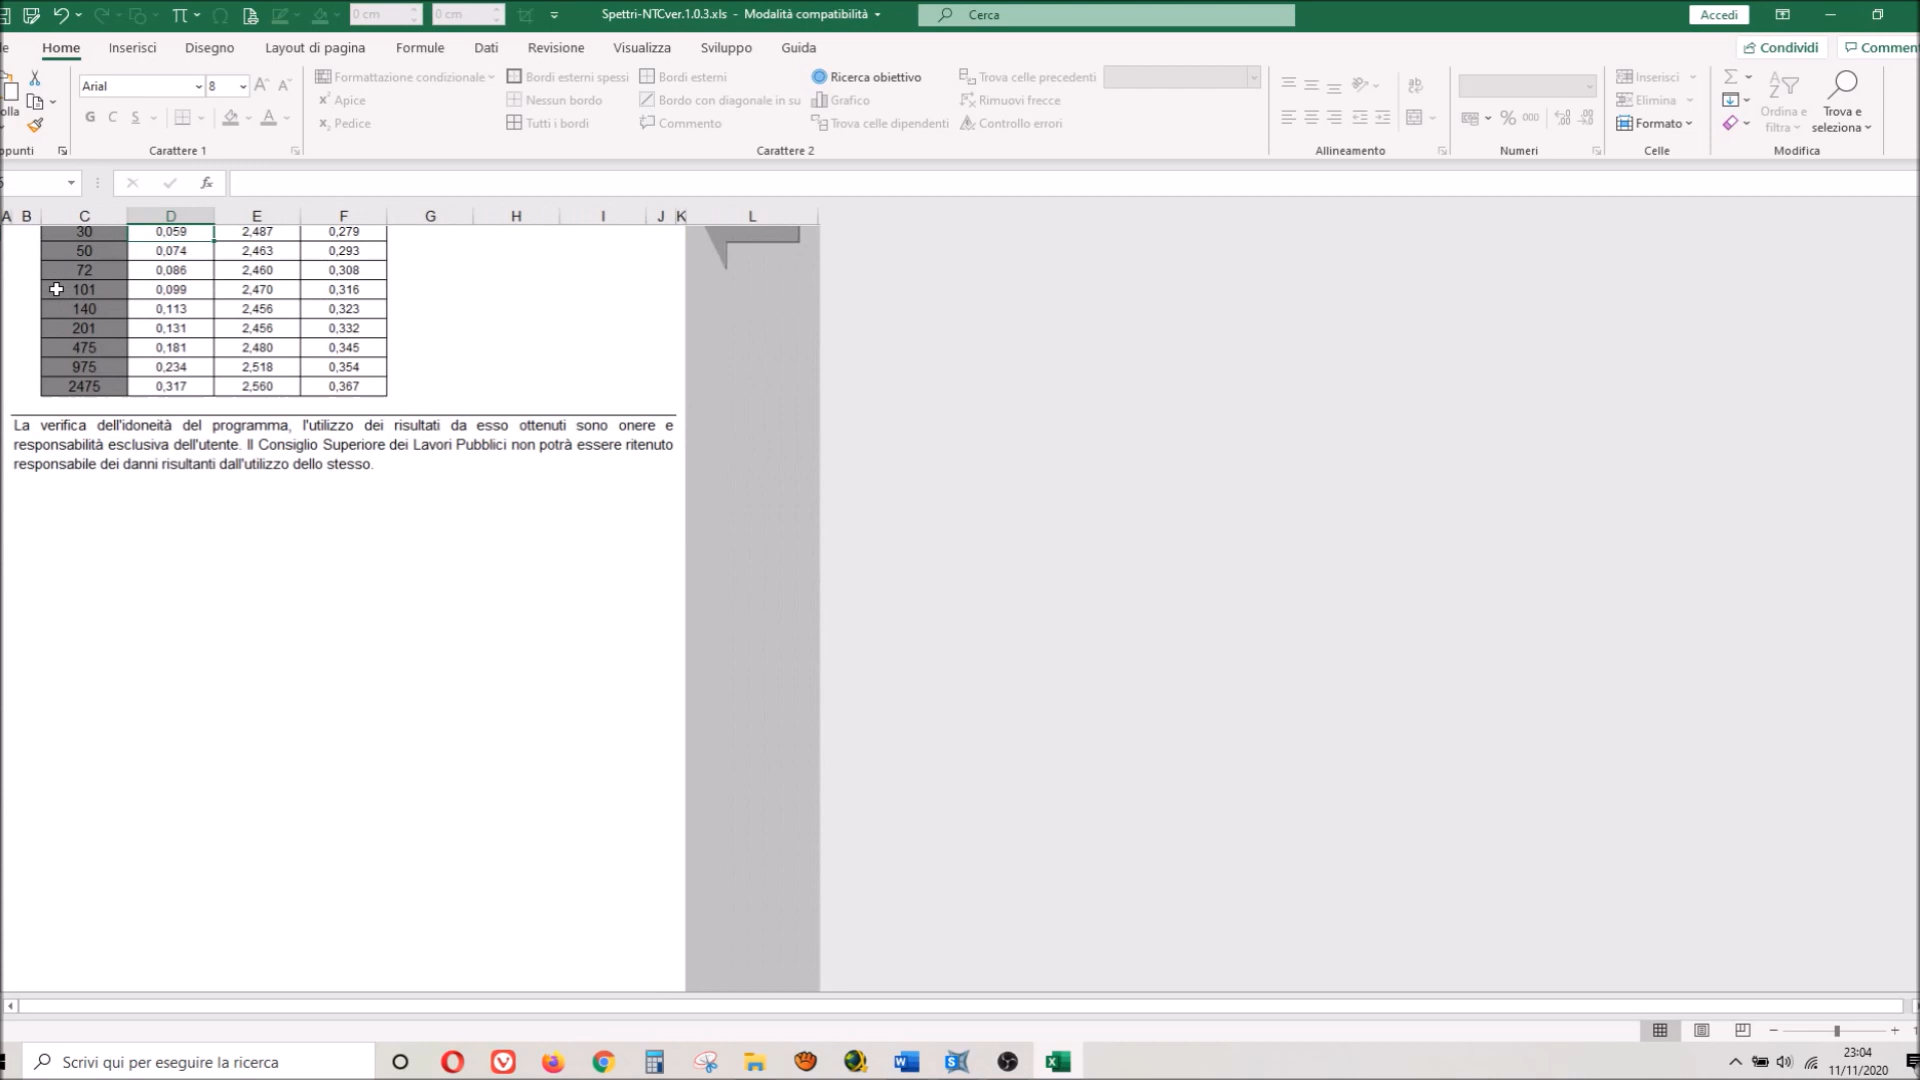 0 cm
0 cm
Spettri-NTCver.1.0.3.xls - Modalità compatibilità
Cerca
Accedi
Home
Inserisci
Disegno
Layout di pagina
Formule
Dati
Revisione
Visualizza
Sviluppo
Guida
Condividi
Commen
Arial
8
Formattazione condizionale
Apice
Pedice
Bordi esterni spessi
Nessun bordo
Tutti i bordi
Bordi esterni
Bordo con diagonale in su
Commento
Ricerca obiettivo
Grafico
Trova celle dipendenti
Trova celle precedenti
Rimuovi frecce
Controllo errori
Inserisci
Elimina
Formato
Ordina e
filtra
Trova e
seleziona
olla
G C S
A
% 000
ppunti
Carattere 1
Carattere 2
Allineamento
Numeri
Celle
Modifica
fx
A B C D E F G H I J K L
30 0,059 2,487 0,279
50 0,074 2,463 0,293
72 0,086 2,460 0,308
101 0,099 2,470 0,316
140 0,113 2,456 0,323
201 0,131 2,456 0,332
475 0,181 2,480 0,345
975 0,234 2,518 0,354
2475 0,317 2,560 0,367
La verifica dell'idoneità del programma, l'utilizzo dei risultati da esso ottenuti sono onere e
responsabilità esclusiva dell'utente. Il Consiglio Superiore dei Lavori Pubblici non potrà essere ritenuto
responsabile dei danni risultanti dall'utilizzo dello stesso.
Scrivi qui per eseguire la ricerca
23:04
11/11/2020